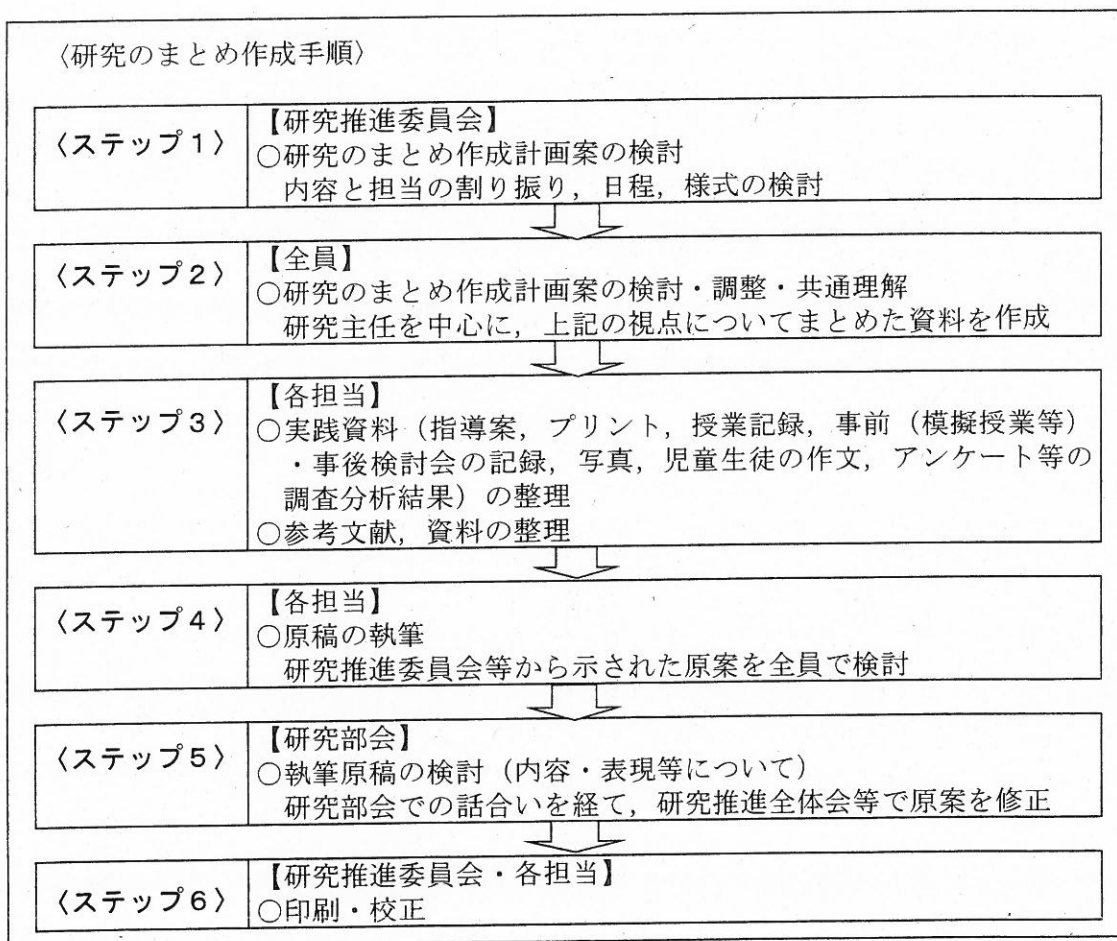 〈研究のまとめ作成手順〉
〈ステップ１〉
【研究推進委員会】
○研究のまとめ作成計画案の検討
内容と担当の割り振り，日程，様式の検討
〈ステップ２〉
【全員】
○研究のまとめ作成計画案の検討・調整・共通理解
研究主任を中心に，上記の視点についてまとめた資料を作成
〈ステップ３〉
【各担当】
○実践資料（指導案，プリント，授業記録，事前（模擬授業等）
・事後検討会の記録，写真，児童生徒の作文，アンケート等の
調査分析結果）の整理
○参考文献，資料の整理
〈ステップ４〉
【各担当】
○原稿の執筆
研究推進委員会等から示された原案を全員で検討
〈ステップ５〉
【研究部会】
○執筆原稿の検討（内容・表現等について）
研究部会での話合いを経て，研究推進全体会等で原案を修正
〈ステップ６〉
【研究推進委員会・各担当】
○印刷・校正